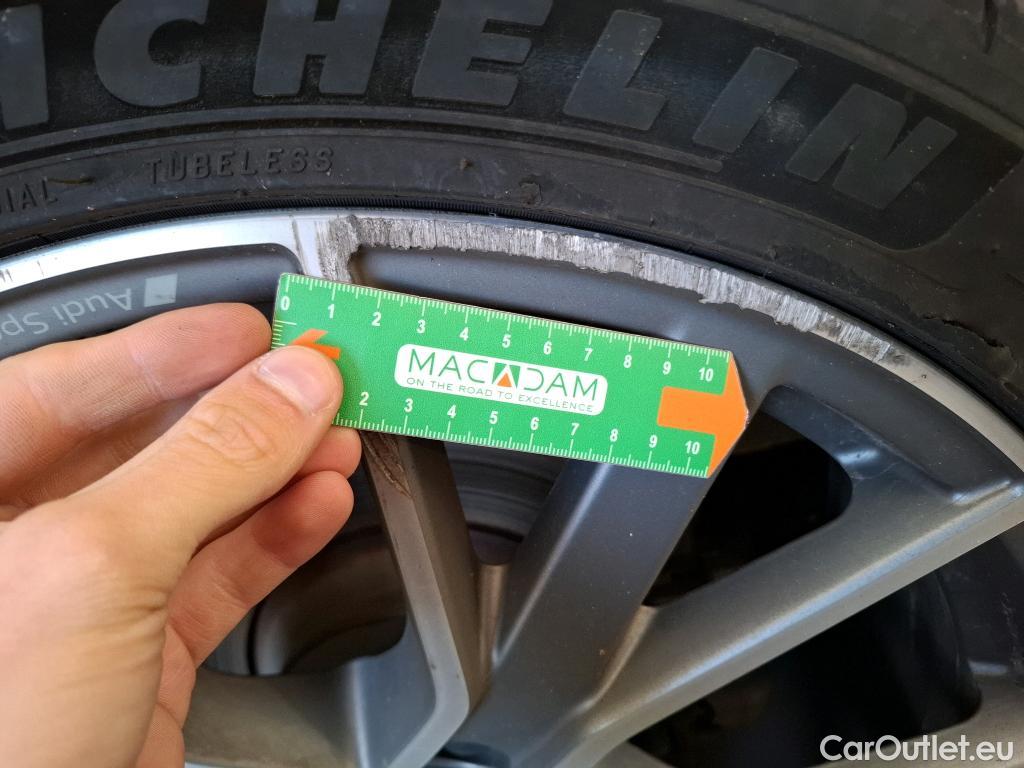 MICHELIN
TUBELESS
Audi Sp
0 1 2 3 4 5 6 7 8 9 10
MACADAM
ON THE ROAD TO EXCELLENCE
2 3 4 5 6 7 8 9 10
CarOutlet.eu